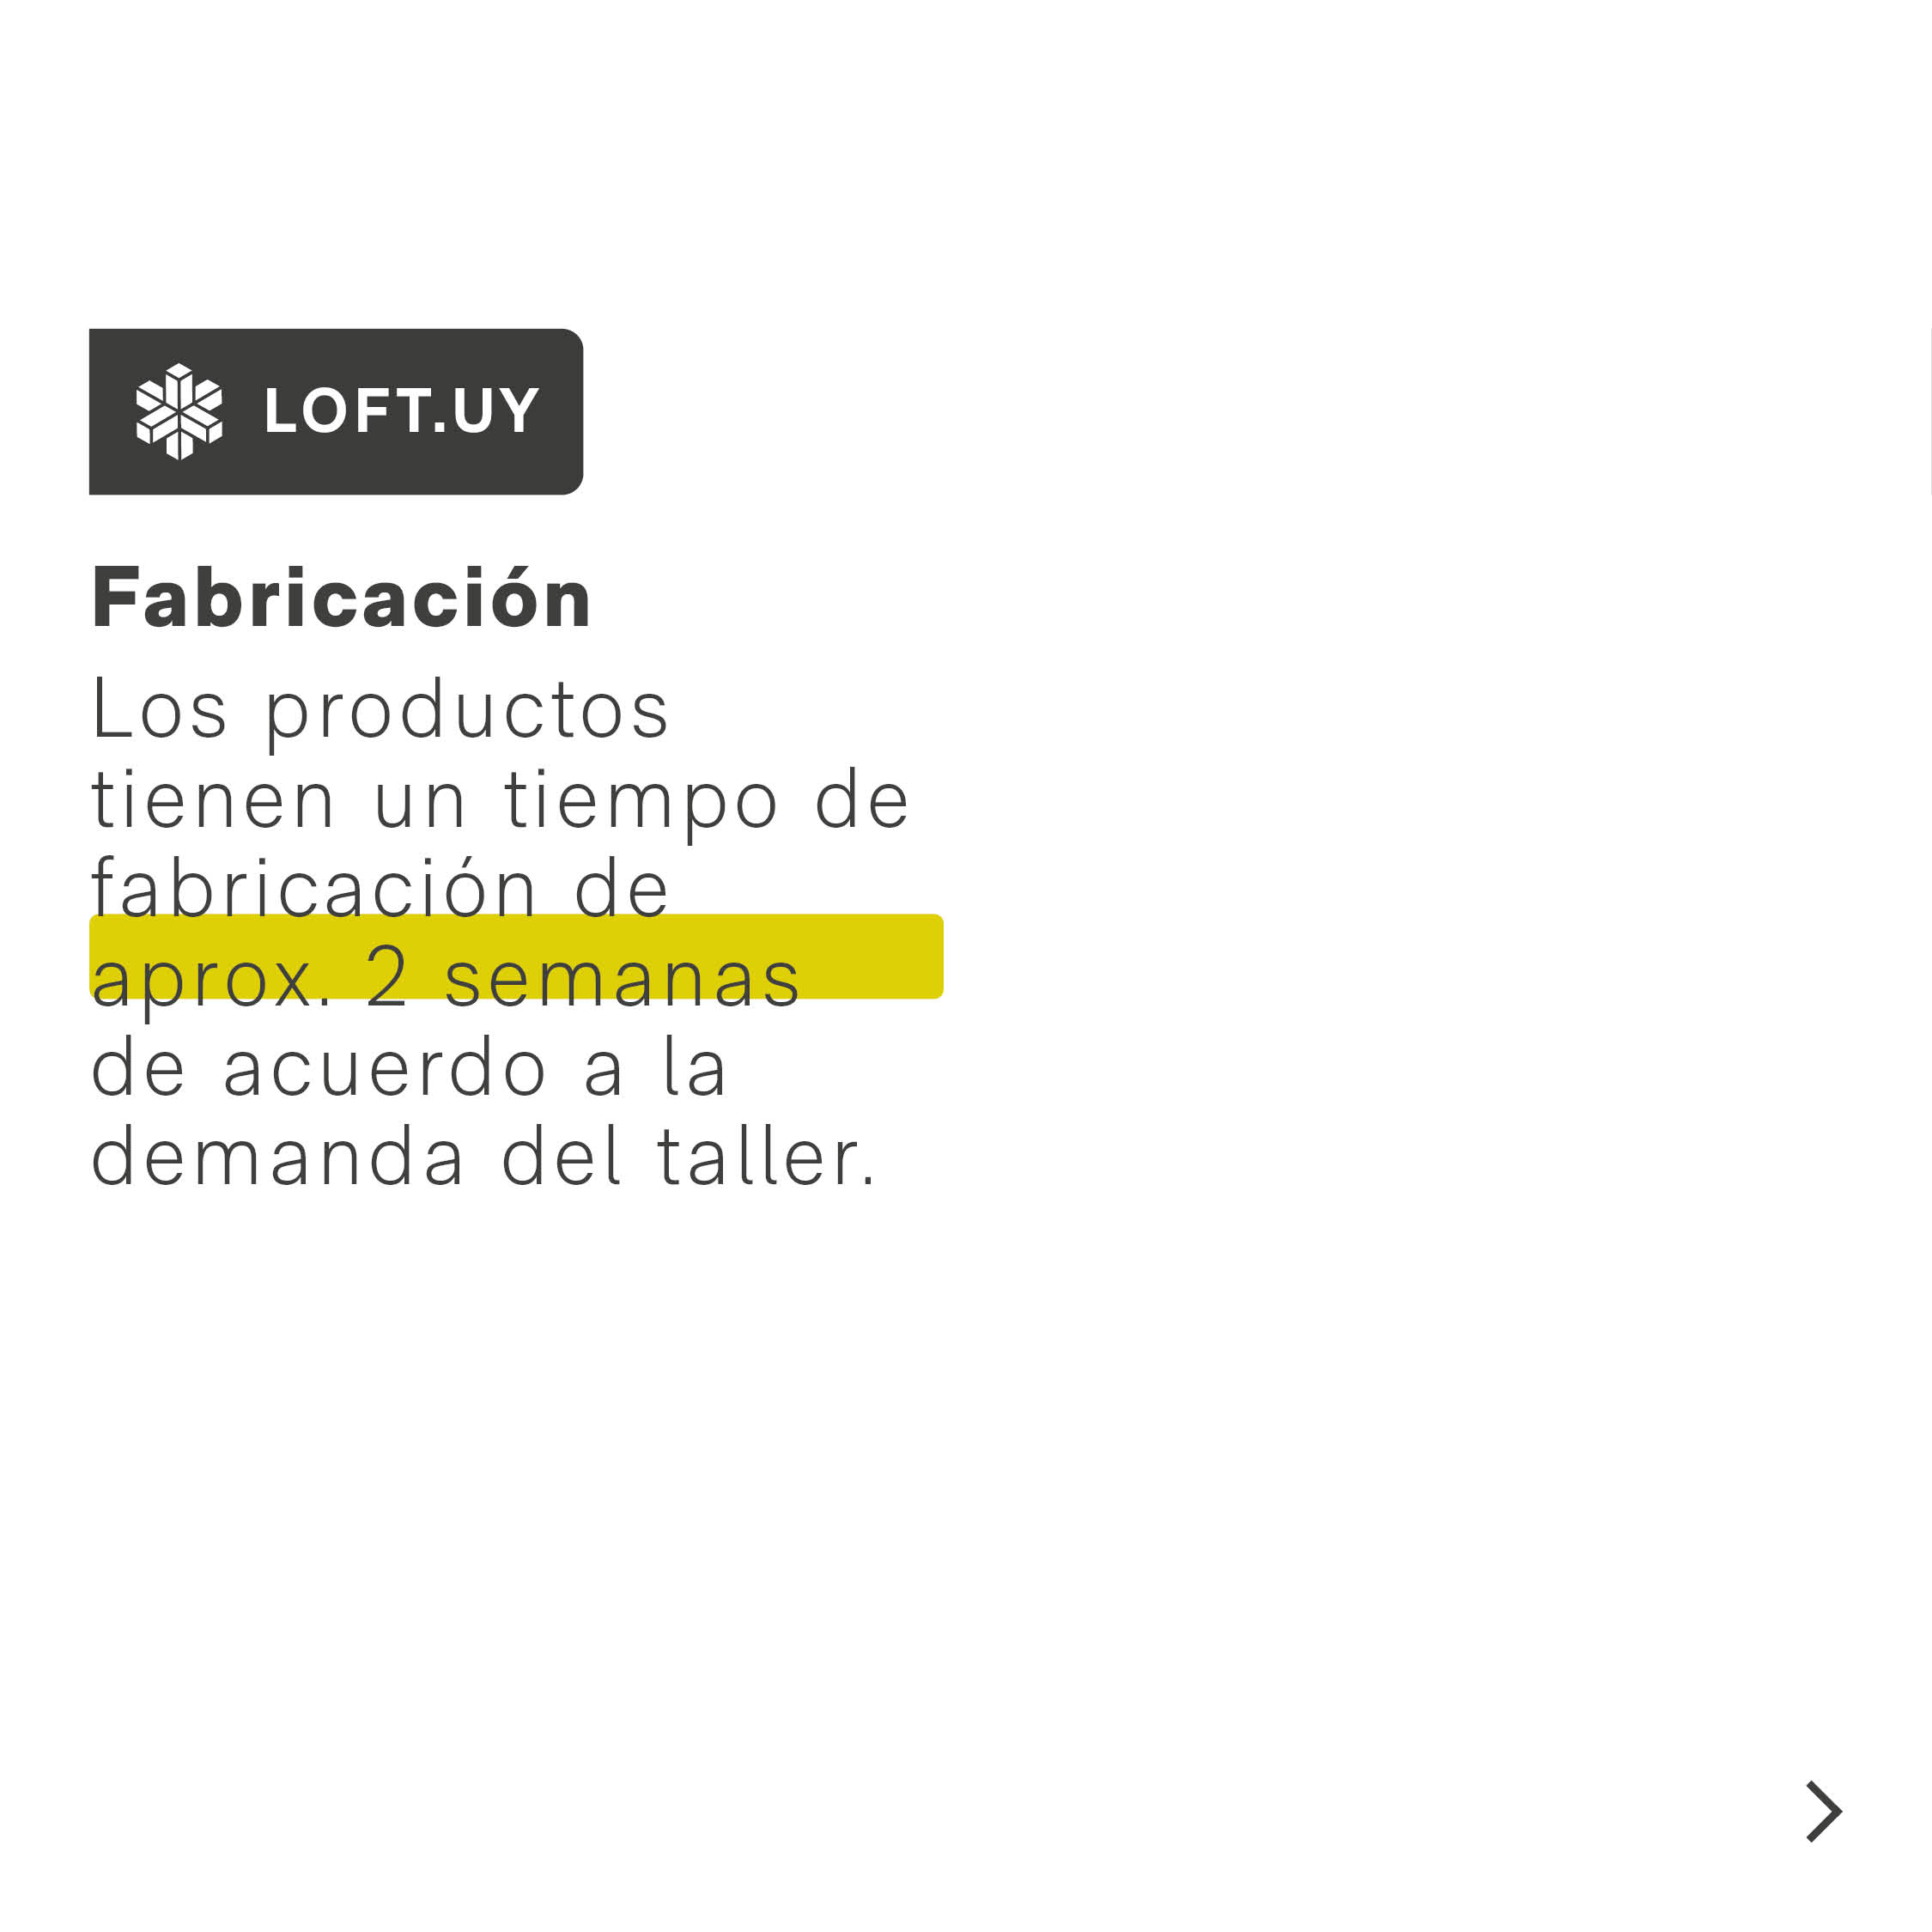 LOFT.UY
Fabricación
Los productos
tienen un tiempo de
fabricación de
aprox. 2 semanas
de acuerdo a la
demanda del taller.